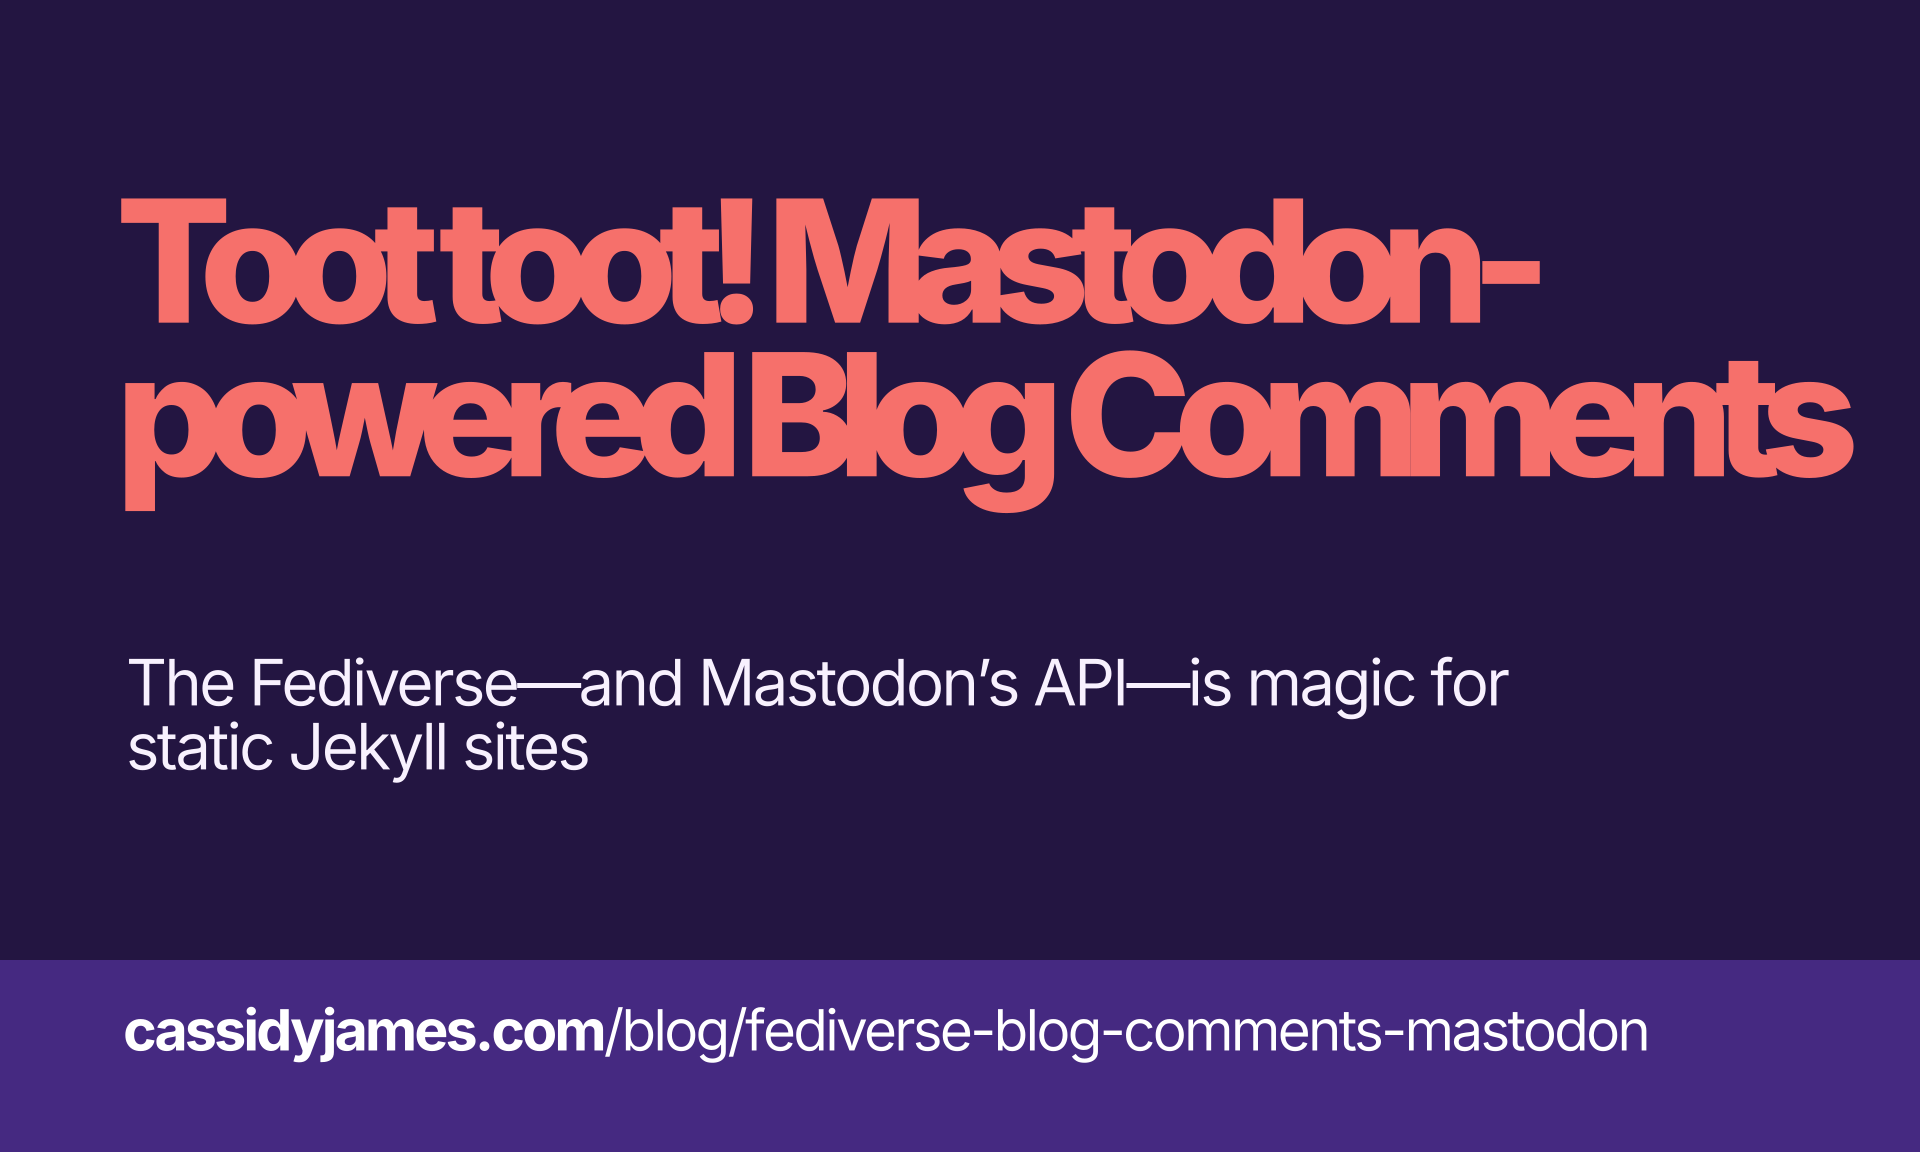 Toot toot! Mastodon-
powered Blog Comments
The Fediverse—and Mastodon’s API—is magic for
static Jekyll sites
cassidyjames.com/blog/fediverse-blog-comments-mastodon